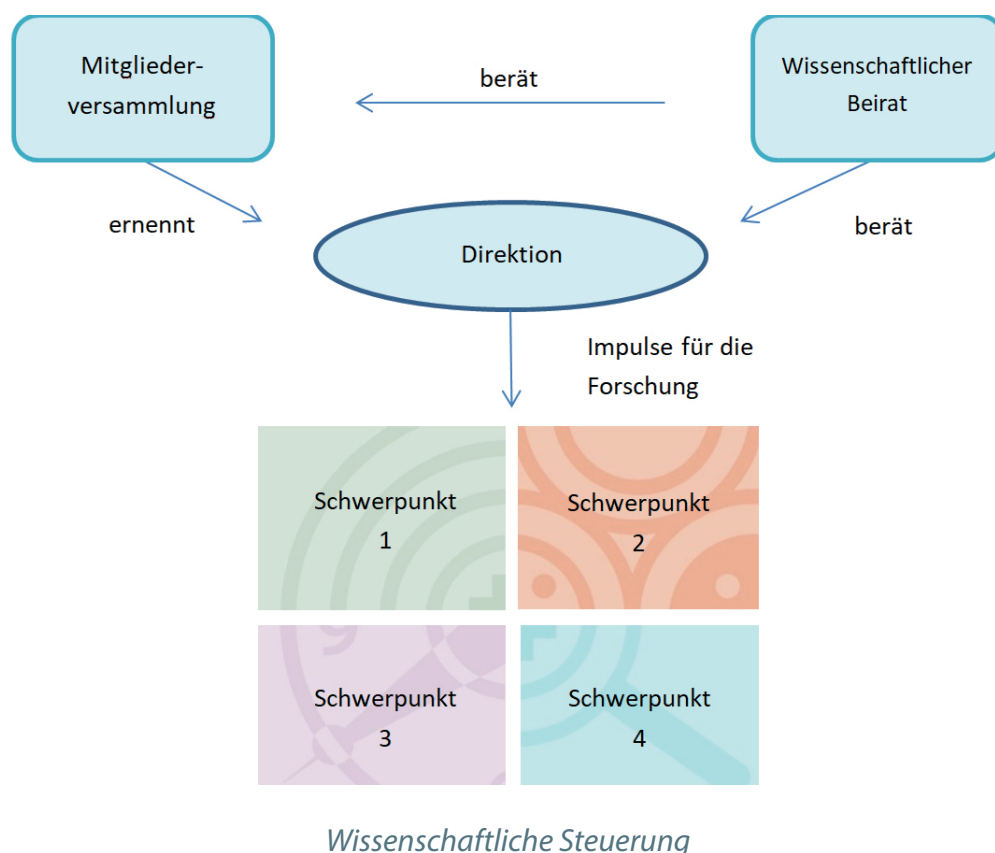 Mitglieder-
versammlung
berät
Wissenschaftlicher
Beirat
ernennt
Direktion
berät
Impulse für die
Forschung
Schwerpunkt
1
Schwerpunkt
2
9
Schwerpunkt
3
Schwerpunkt
4
Wissenschaftliche Steuerung